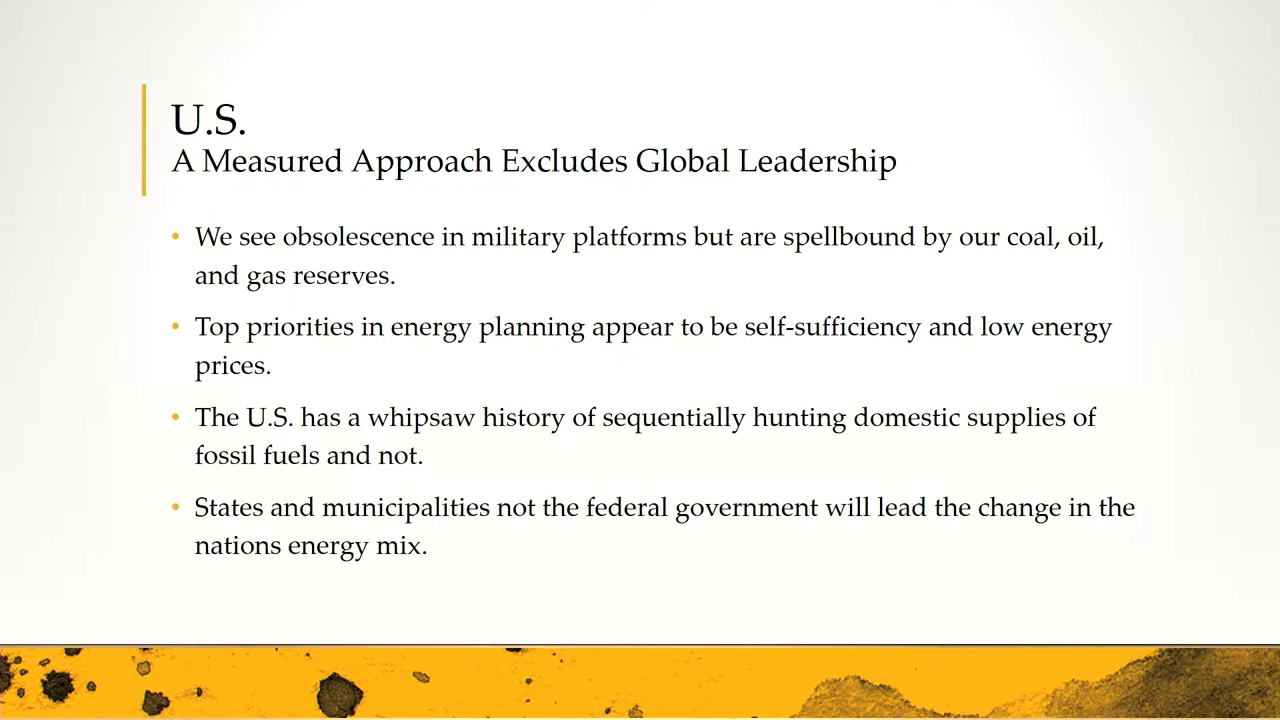 U.S.
A Measured Approach Excludes Global Leadership
• We see obsolescence in military platforms but are spellbound by our coal, oil,
and gas reserves.
• Top priorities in energy planning appear to be self-sufficiency and low energy
prices.
• The U.S. has a whipsaw history of sequentially hunting domestic supplies of
fossil fuels and not.
• States and municipalities not the federal government will lead the change in the
nations energy mix.